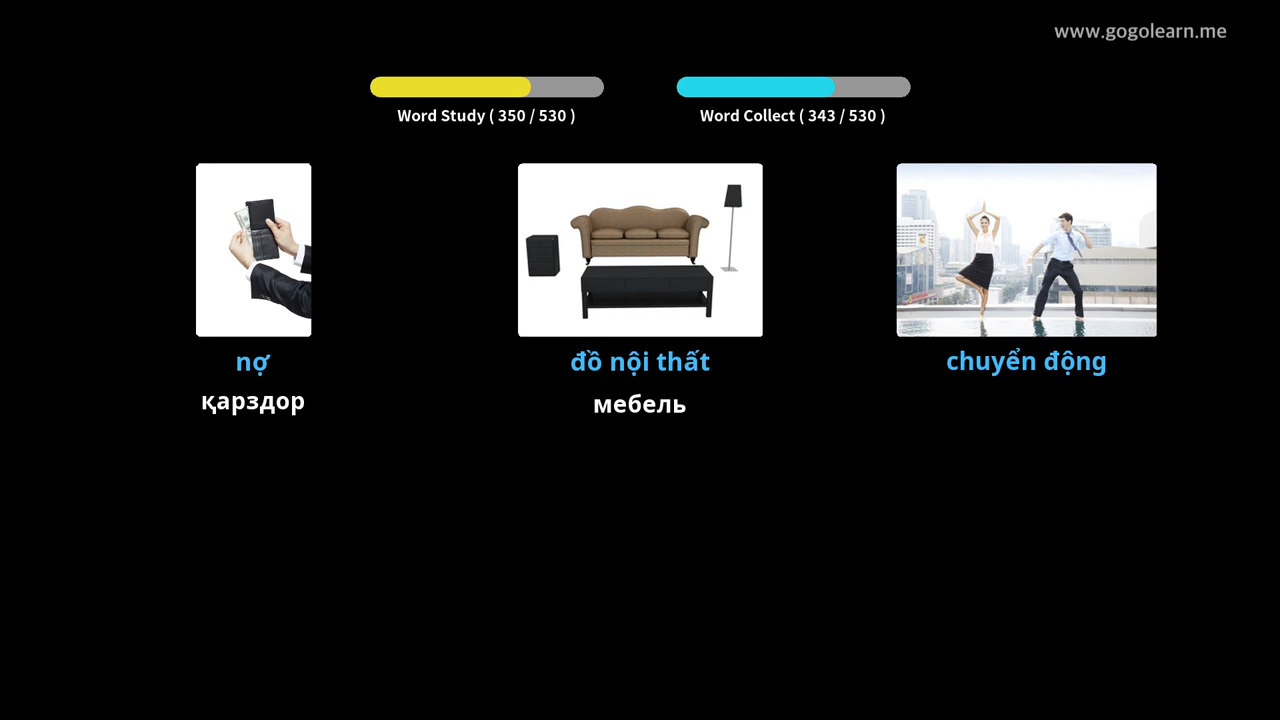 www.gogolearn.me
Word Study ( 350 / 530 )
Word Collect ( 343 / 530 )
nợ
đồ nội thất
chuyển động
қарздор
мебель